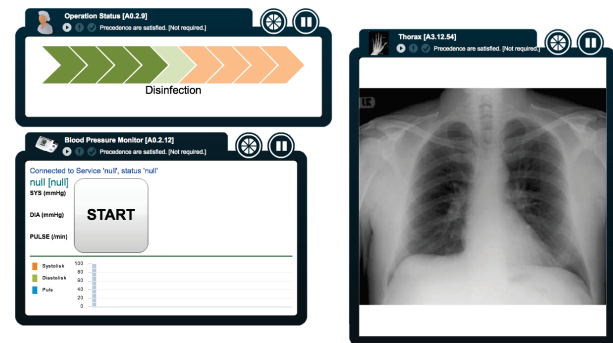 Operation Status [A0.2.9]
Precedence are satisfied. [Not required.]
Disinfection
Blood Pressure Monitor [A0.2.12]
Precedence are satisfied. [Not required.]
Connected to Service 'null', status 'null'
null [null]
SYS (mmHg)
DIA (mmHg)
PULSE (/min)
START
Systolisk
Diastolisk
Puls
100
80
60
40
20
0
Thorax [A3.12.54]
Precedence are satisfied. [Not required.]